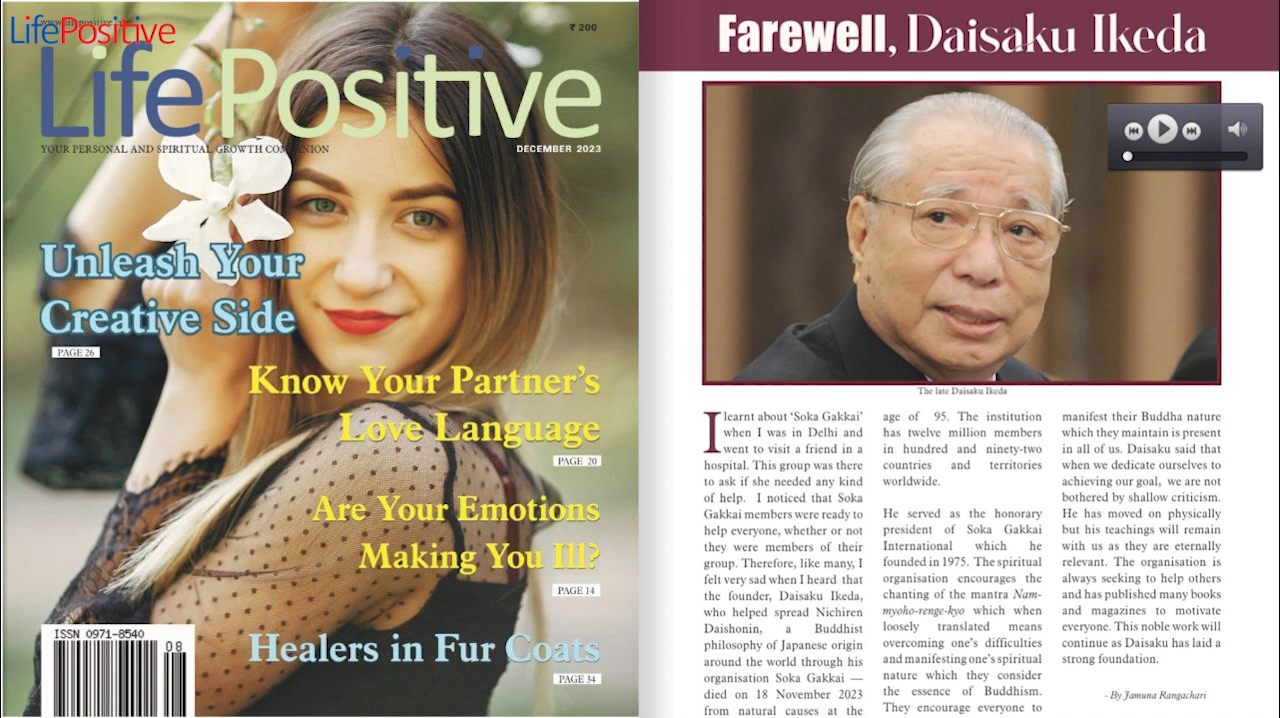 www.lifepositive.com
LifePositive
₹ 200
LifePositive
YOUR PERSONAL AND SPIRITUAL GROWTH COMPANION
DECEMBER 2023
Unleash Your
Creative Side
PAGE 26
Know Your Partner's
Love Language
PAGE 20
Are Your Emotions
Making You Ill?
PAGE 14
Healers in Fur Coats
PAGE 34
ISSN 0971-8540
08
Farewell, Daisaku Ikeda
The late Daisaku Ikeda
I learnt about ‘Soka Gakkai’
when I was in Delhi and
went to visit a friend in a
hospital. This group was there
to ask if she needed any kind
of help. I noticed that Soka
Gakkai members were ready to
help everyone, whether or not
they were members of their
group. Therefore, like many, I
felt very sad when I heard that
the founder, Daisaku Ikeda,
who helped spread Nichiren
Daishonin, a Buddhist
philosophy of Japanese origin
around the world through his
organisation Soka Gakkai —
died on 18 November 2023
from natural causes at the
age of 95. The institution
has twelve million members
in hundred and ninety-two
countries and territories
worldwide.
He served as the honorary
president of Soka Gakkai
International which he
founded in 1975. The spiritual
organisation encourages the
chanting of the mantra Nam-
myoho-renge-kyo which when
loosely translated means
overcoming one’s difficulties
and manifesting one’s spiritual
nature which they consider
the essence of Buddhism.
They encourage everyone to
manifest their Buddha nature
which they maintain is present
in all of us. Daisaku said that
when we dedicate ourselves to
achieving our goal, we are not
bothered by shallow criticism.
He has moved on physically
but his teachings will remain
with us as they are eternally
relevant. The organisation is
always seeking to help others
and has published many books
and magazines to motivate
everyone. This noble work will
continue as Daisaku has laid a
strong foundation.
- By Jamuna Rangachari